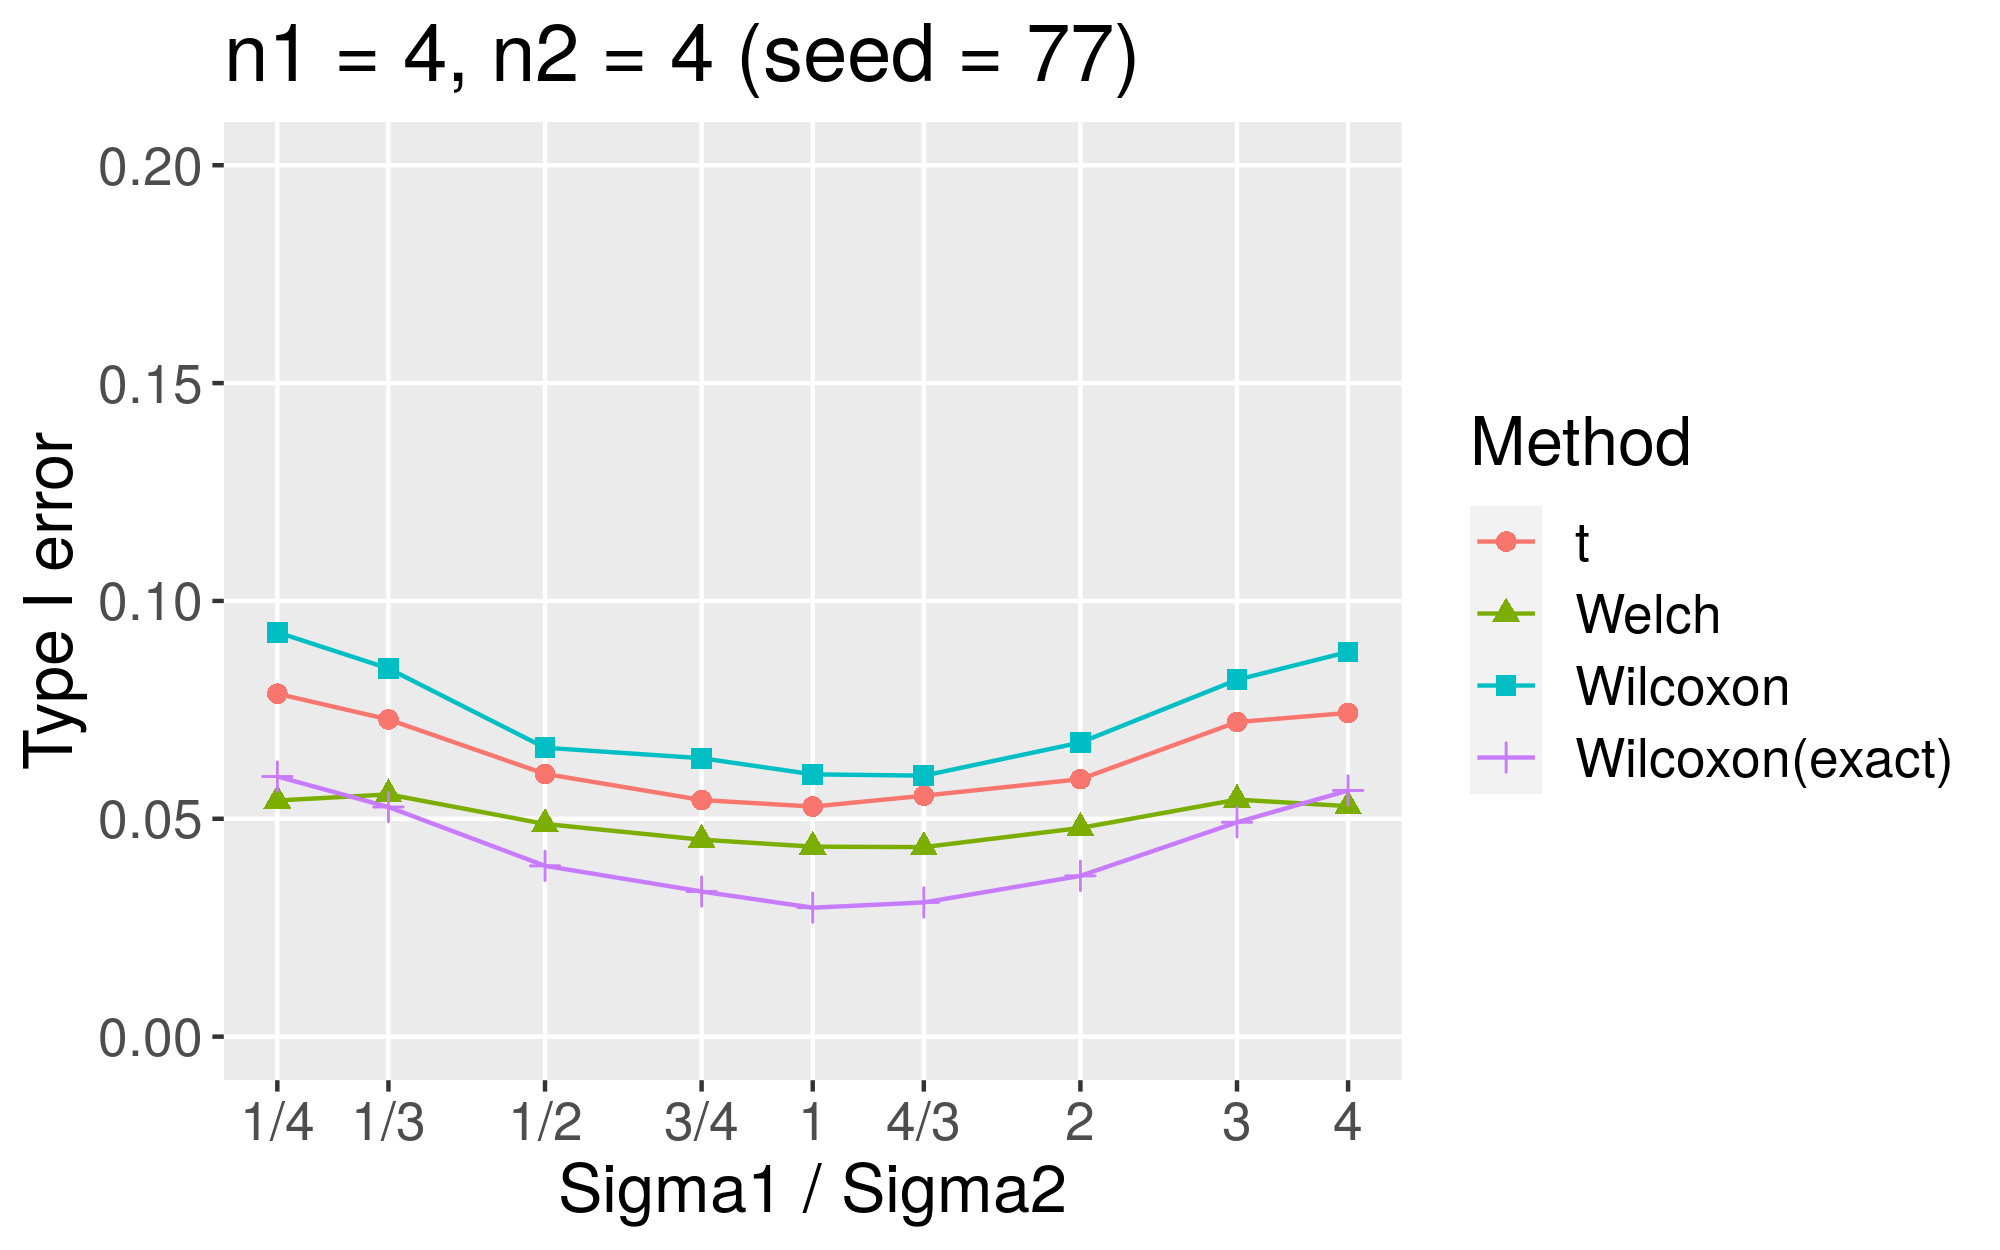 n1 = 4, n2 = 4 (seed = 77)
0.20
0.15
0.10
0.05
0.00
Type I error
1/4 1/3 1/2 3/4 1 4/3 2 3 4
Sigma1 / Sigma2
Method
t
Welch
Wilcoxon
Wilcoxon(exact)